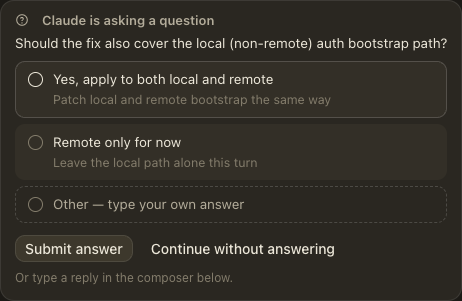 Claude is asking a question
Should the fix also cover the local (non-remote) auth bootstrap path?
Yes, apply to both local and remote
Patch local and remote bootstrap the same way
Remote only for now
Leave the local path alone this turn
Other — type your own answer
Submit answer
Continue without answering
Or type a reply in the composer below.